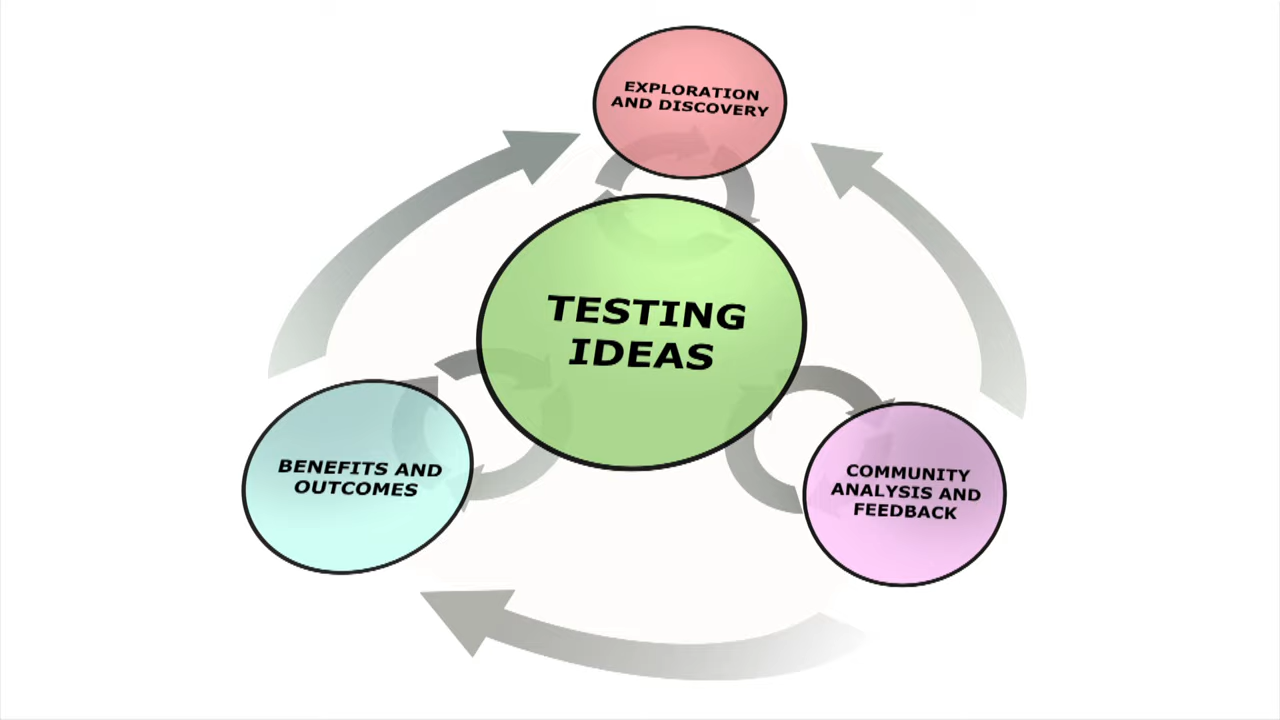 EXPLORATION
AND DISCOVERY
TESTING
IDEAS
BENEFITS AND
OUTCOMES
COMMUNITY
ANALYSIS AND
FEEDBACK